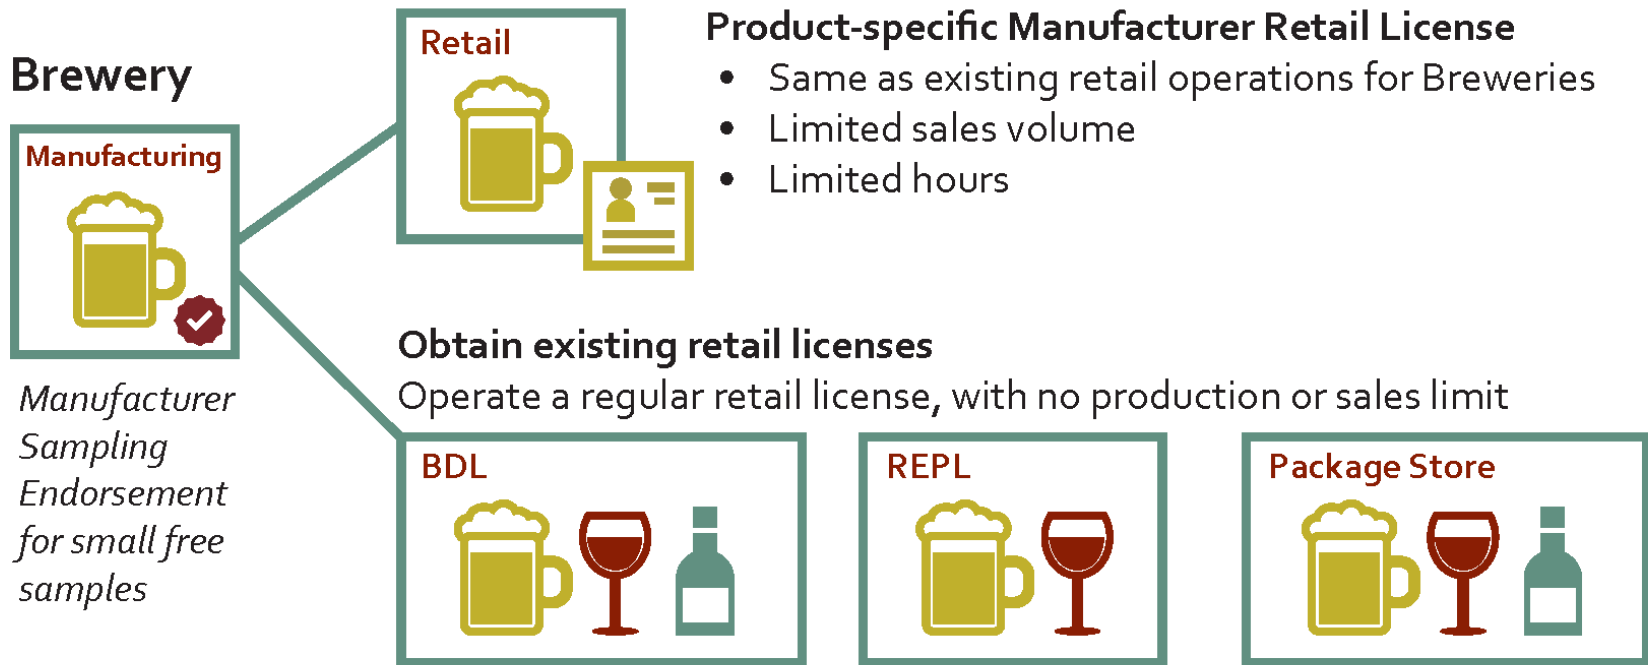 Brewery
Manufacturing
Manufacturer
Sampling
Endorsement
for small free
samples
Retail
Product-specific Manufacturer Retail License
• Same as existing retail operations for Breweries
• Limited sales volume
• Limited hours
Obtain existing retail licenses
Operate a regular retail license, with no production or sales limit
BDL
REPL
Package Store